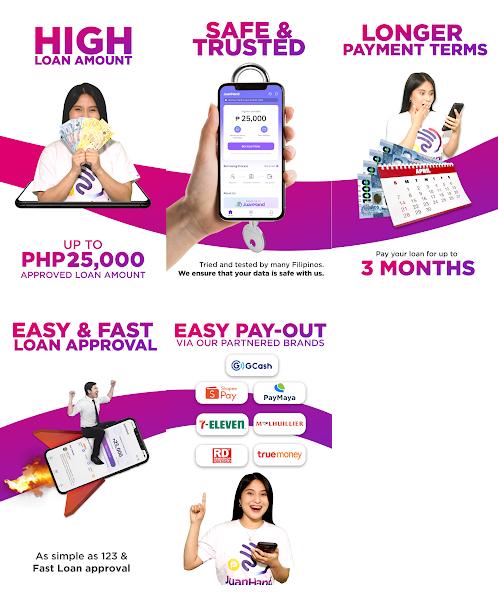 HIGH
LOAN AMOUNT
UP TO
PHP25,000
APPROVED LOAN AMOUNT
SAFE &
TRUSTED
JuanHand
₱ 25,000
Tried and tested by many Filipinos.
We ensure that your data is safe with us.
LONGER
PAYMENT TERMS
APRIL
Pay your loan for up to
3 MONTHS
EASY & FAST
LOAN APPROVAL
25,000
As simple as 123 &
Fast Loan approval
EASY PAY-OUT
VIA OUR PARTNERED BRANDS
GCash
Shopee
Pay
PayMaya
7-ELEVEN
M LHUILLIER
RD
truemoney
JuanHand